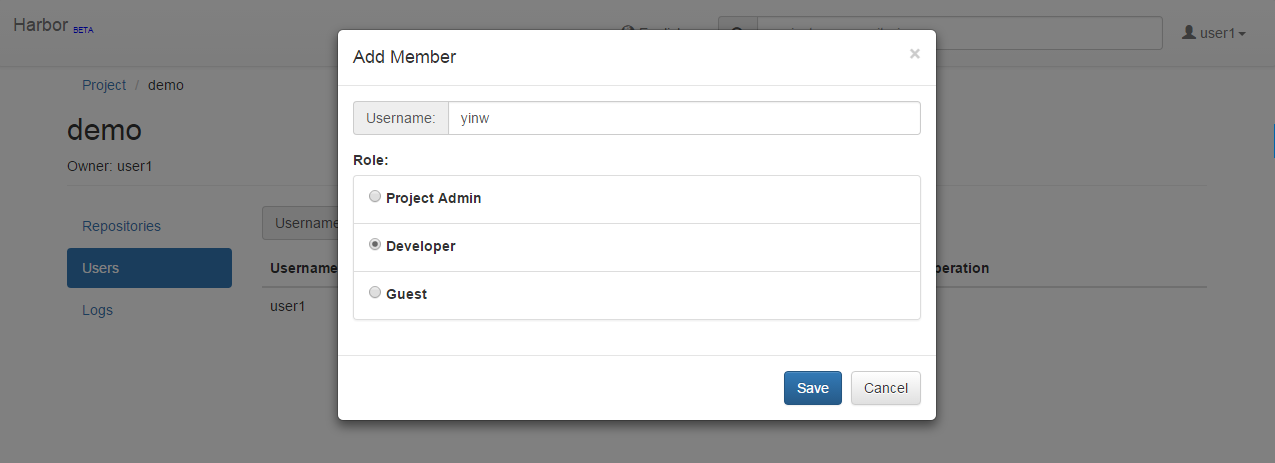 Harbor BETA
user1
Add Member
×
Project / demo
Username: yinw
demo
Role:
Owner: user1
Project Admin
Repositories
Username
Developer
Users
Username
Guest
Logs
user1
Save Cancel